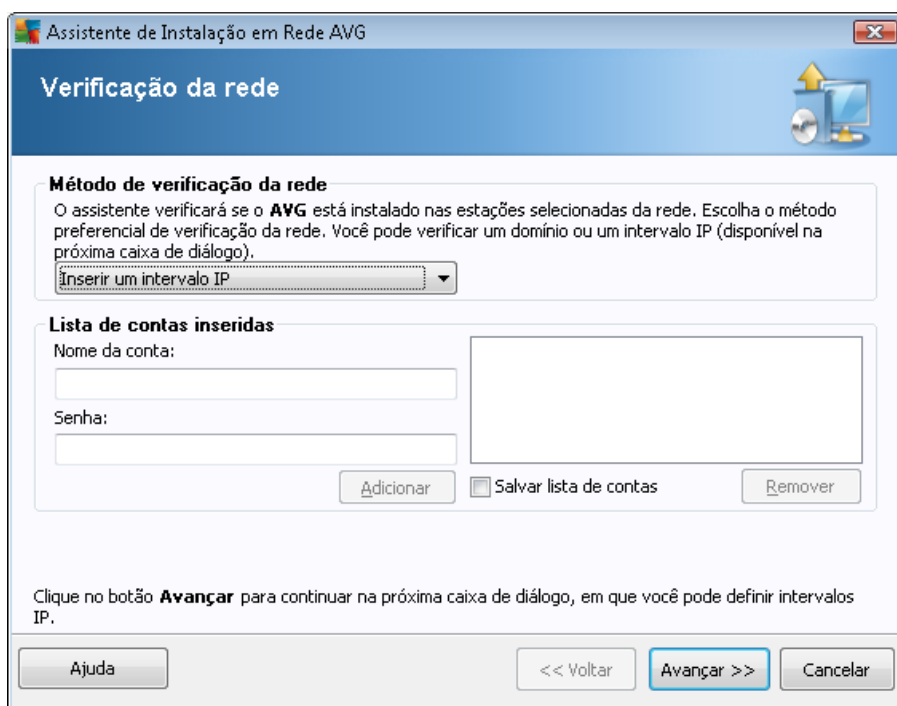 Assistente de Instalação em Rede AVG
Verificação da rede
Método de verificação da rede
O assistente verificará se o AVG está instalado nas estações selecionadas da rede. Escolha o método
preferencial de verificação da rede. Você pode verificar um domínio ou um intervalo IP (disponível na
próxima caixa de diálogo).
Inserir um intervalo IP
Lista de contas inseridas
Nome da conta:
Senha:
Adicionar
Salvar lista de contas
Remover
Clique no botão Avançar para continuar na próxima caixa de diálogo, em que você pode definir intervalos
IP.
Ajuda
<< Voltar
Avançar >>
Cancelar